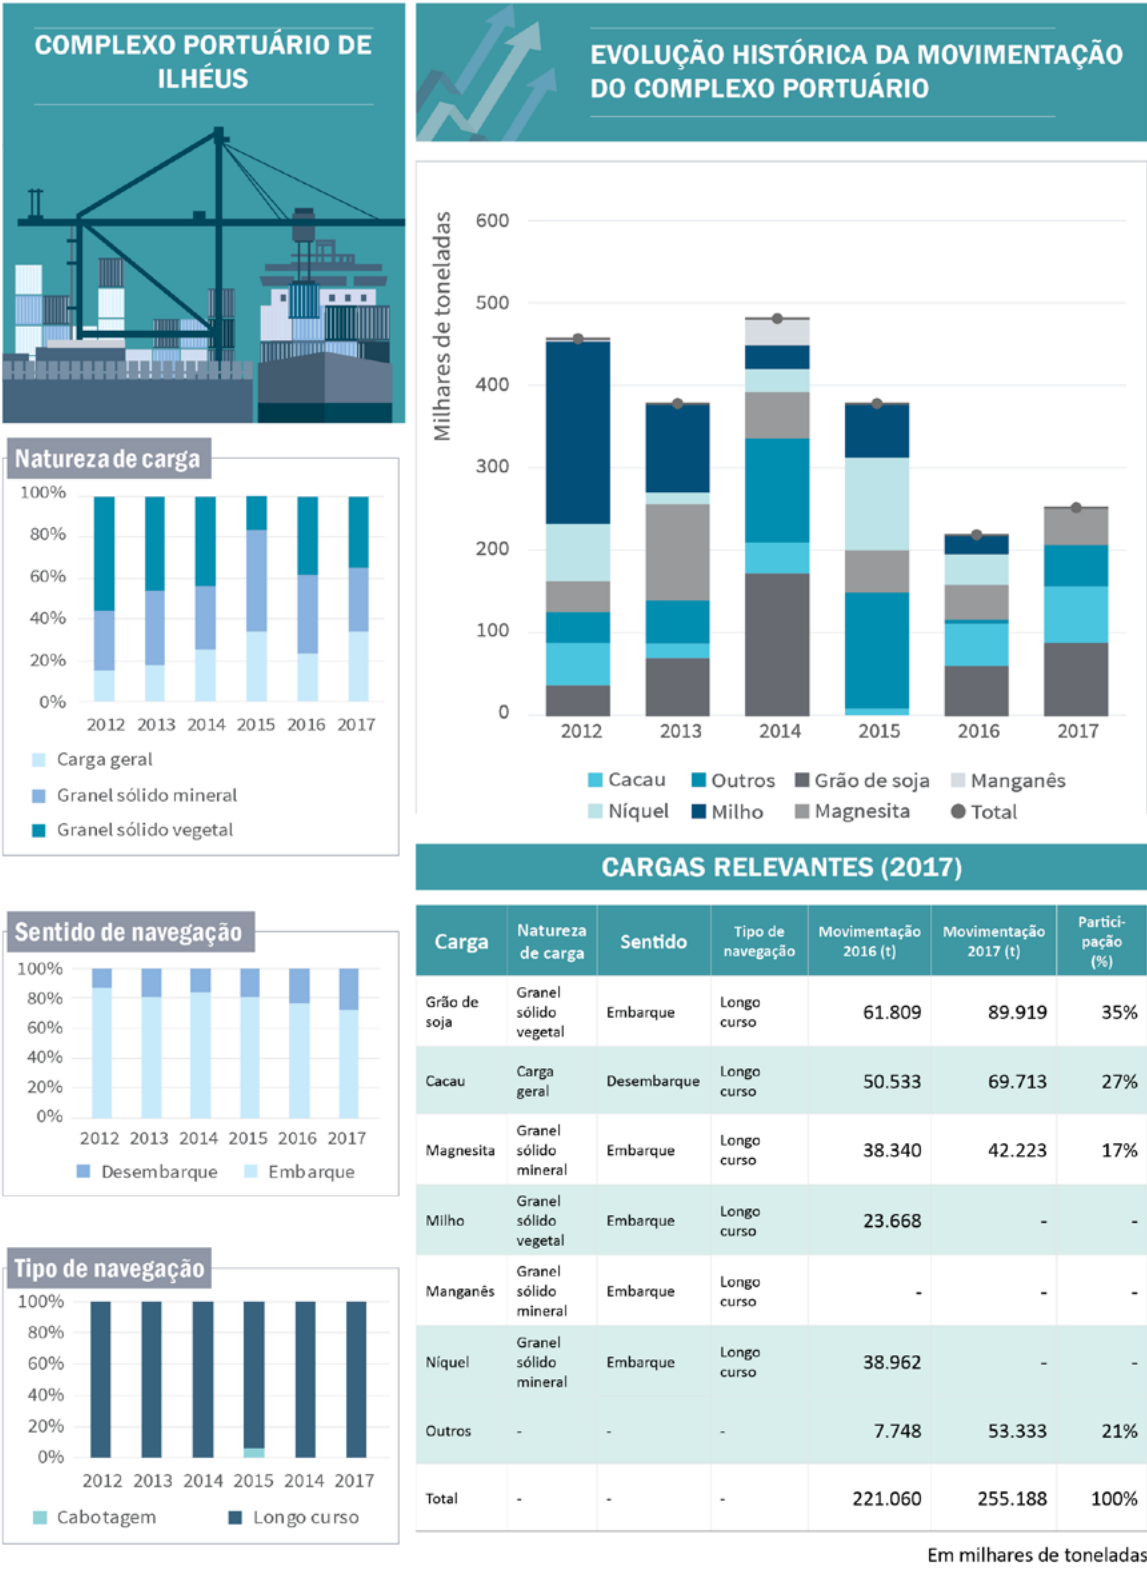 COMPLEXO PORTUÁRIO DE
ILHÉUS
EVOLUÇÃO HISTÓRICA DA MOVIMENTAÇÃO
DO COMPLEXO PORTUÁRIO
Milhares de toneladas
600
500
400
300
200
100
0
2012 2013 2014 2015 2016 2017
Cacau Outros Grão de soja Manganês
Níquel Milho Magnesita Total
Natureza de carga
100%
80%
60%
40%
20%
0%
2012 2013 2014 2015 2016 2017
Carga geral
Granel sólido mineral
Granel sólido vegetal
Sentido de navegação
100%
80%
60%
40%
20%
0%
2012 2013 2014 2015 2016 2017
Desembarque Embarque
Tipo de navegação
100%
80%
60%
40%
20%
0%
2012 2013 2014 2015 2014 2017
Cabotagem Longo curso
CARGAS RELEVANTES (2017)
Carga Natureza de carga Sentido Tipo de navegação Movimentação 2016 (t) Movimentação 2017 (t) Partici-pação (%)
Grão de soja Granel sólido vegetal Embarque Longo curso 61.809 89.919 35%
Cacau Carga geral Desembarque Longo curso 50.533 69.713 27%
Magnesita Granel sólido mineral Embarque Longo curso 38.340 42.223 17%
Milho Granel sólido vegetal Embarque Longo curso 23.668 - -
Manganês Granel sólido mineral Embarque Longo curso - - -
Níquel Granel sólido mineral Embarque Longo curso 38.962 - -
Outros - - - 7.748 53.333 21%
Total - - - 221.060 255.188 100%
Em milhares de toneladas